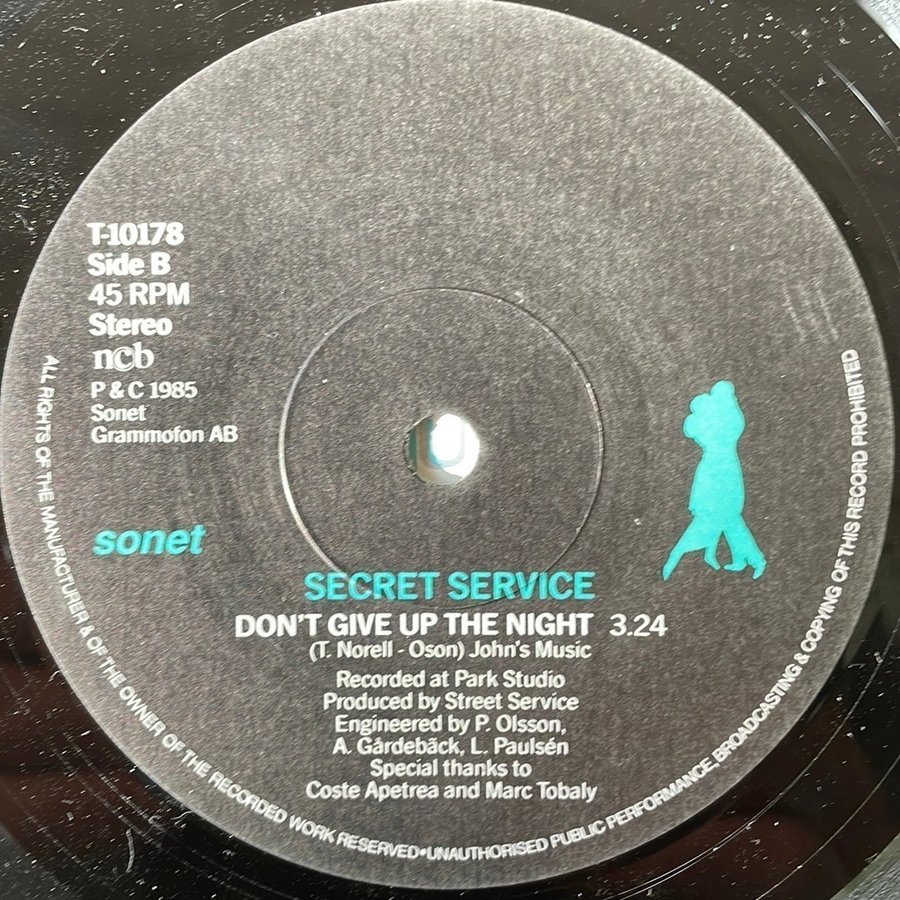 T-10178
Side B
45 RPM
Stereo
ncb
P & C 1985
Sonet
Grammofon AB
sonet
SECRET SERVICE
DON'T GIVE UP THE NIGHT 3.24
(T. Norell - Oson) John's Music
Recorded at Park Studio
Produced by Street Service
Engineered by P. Olsson,
A. Gårdebäck, L. Paulsén
Special thanks to
Coste Apetrea and Marc Tobaly
ALL RIGHTS OF THE MANUFACTURER & OF THE OWNER OF THE RECORDED WORK RESERVED•UNAUTHORISED PUBLIC PERFORMANCE, BROADCASTING & COPYING OF THIS RECORD PROHIBITED